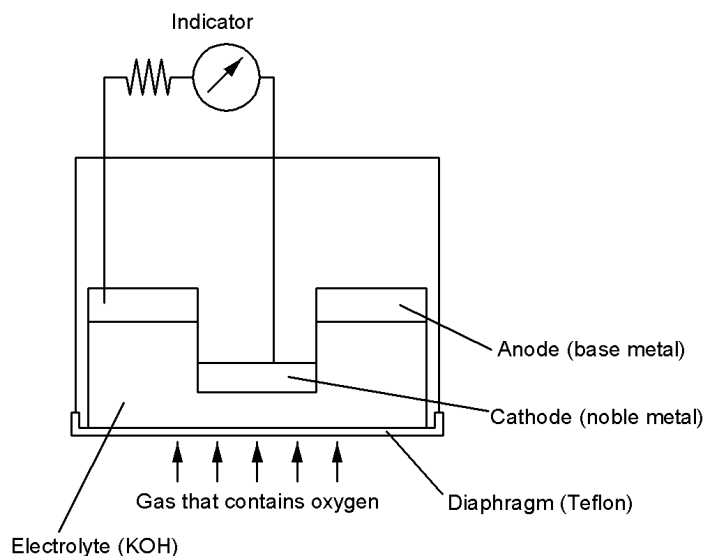 Indicator
Anode (base metal)
Cathode (noble metal)
Gas that contains oxygen
Diaphragm (Teflon)
Electrolyte (KOH)